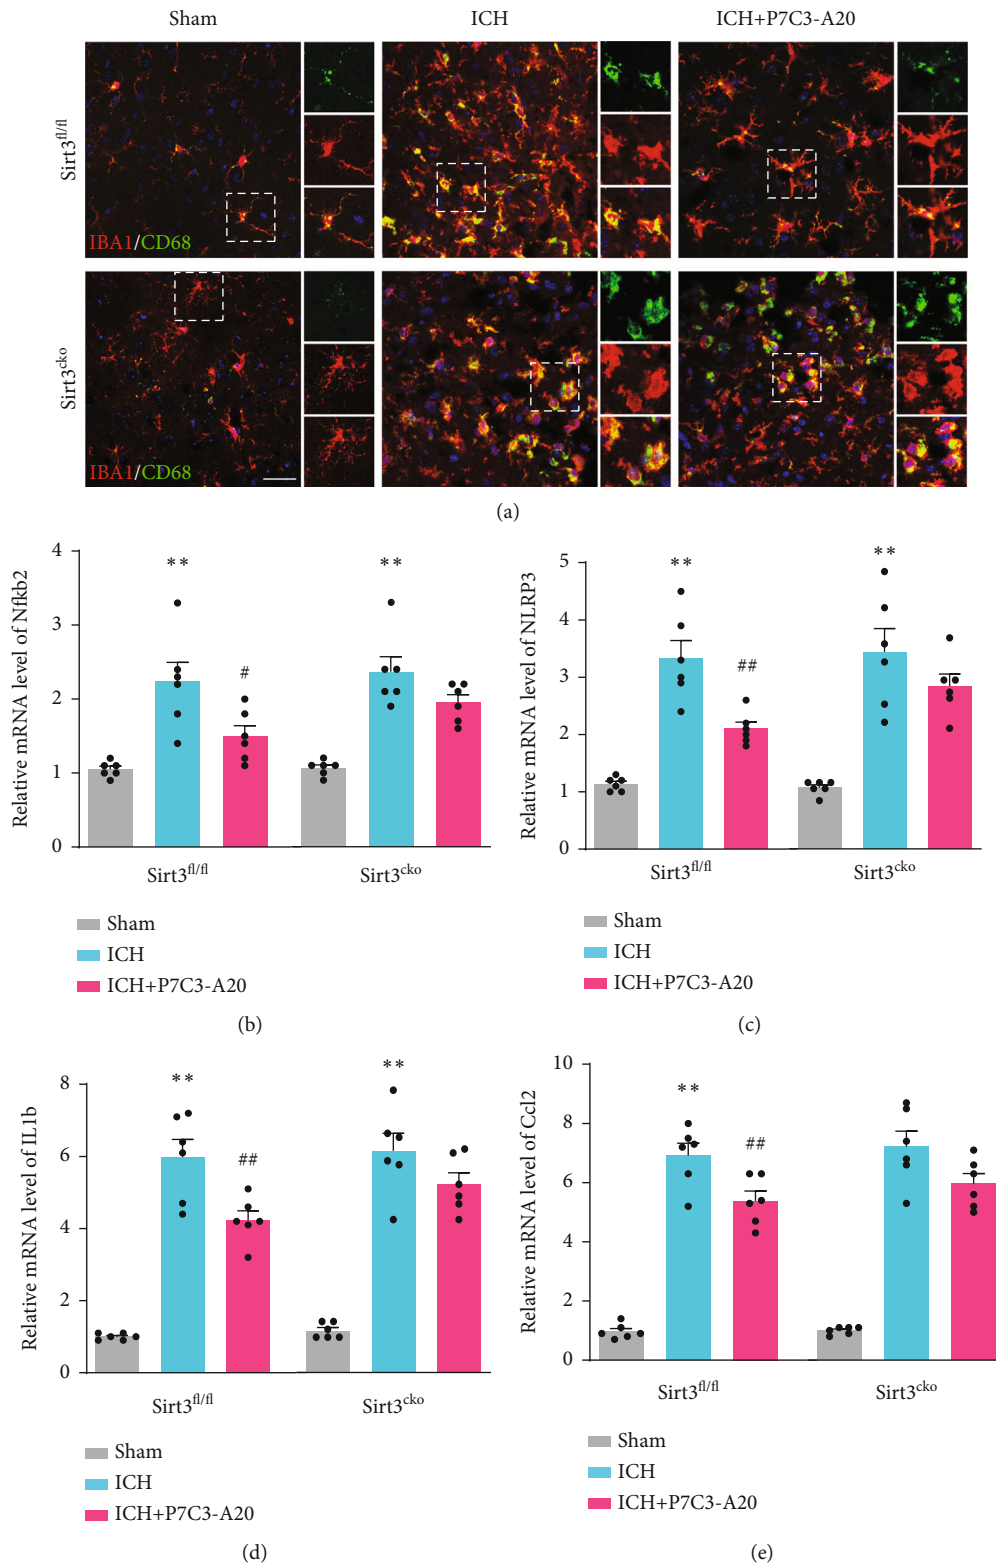 Sham ICH ICH+P7C3-A20
Sirt3fl/fl
IBA1/CD68
Sirt3cko
IBA1/CD68
(a)
Relative mRNA level of Nfkb2
4
3
2
1
0
** # **
Sirt3fl/fl Sirt3cko
Sham
ICH
ICH+P7C3-A20
(b)
Relative mRNA level of NLRP3
5
4
3
2
1
0
** ## **
Sirt3fl/fl Sirt3cko
Sham
ICH
ICH+P7C3-A20
(c)
Relative mRNA level of IL1b
8
6
4
2
0
** ## **
Sirt3fl/fl Sirt3cko
Sham
ICH
ICH+P7C3-A20
(d)
Relative mRNA level of Ccl2
10
8
6
4
2
0
** ##
Sirt3fl/fl Sirt3cko
Sham
ICH
ICH+P7C3-A20
(e)